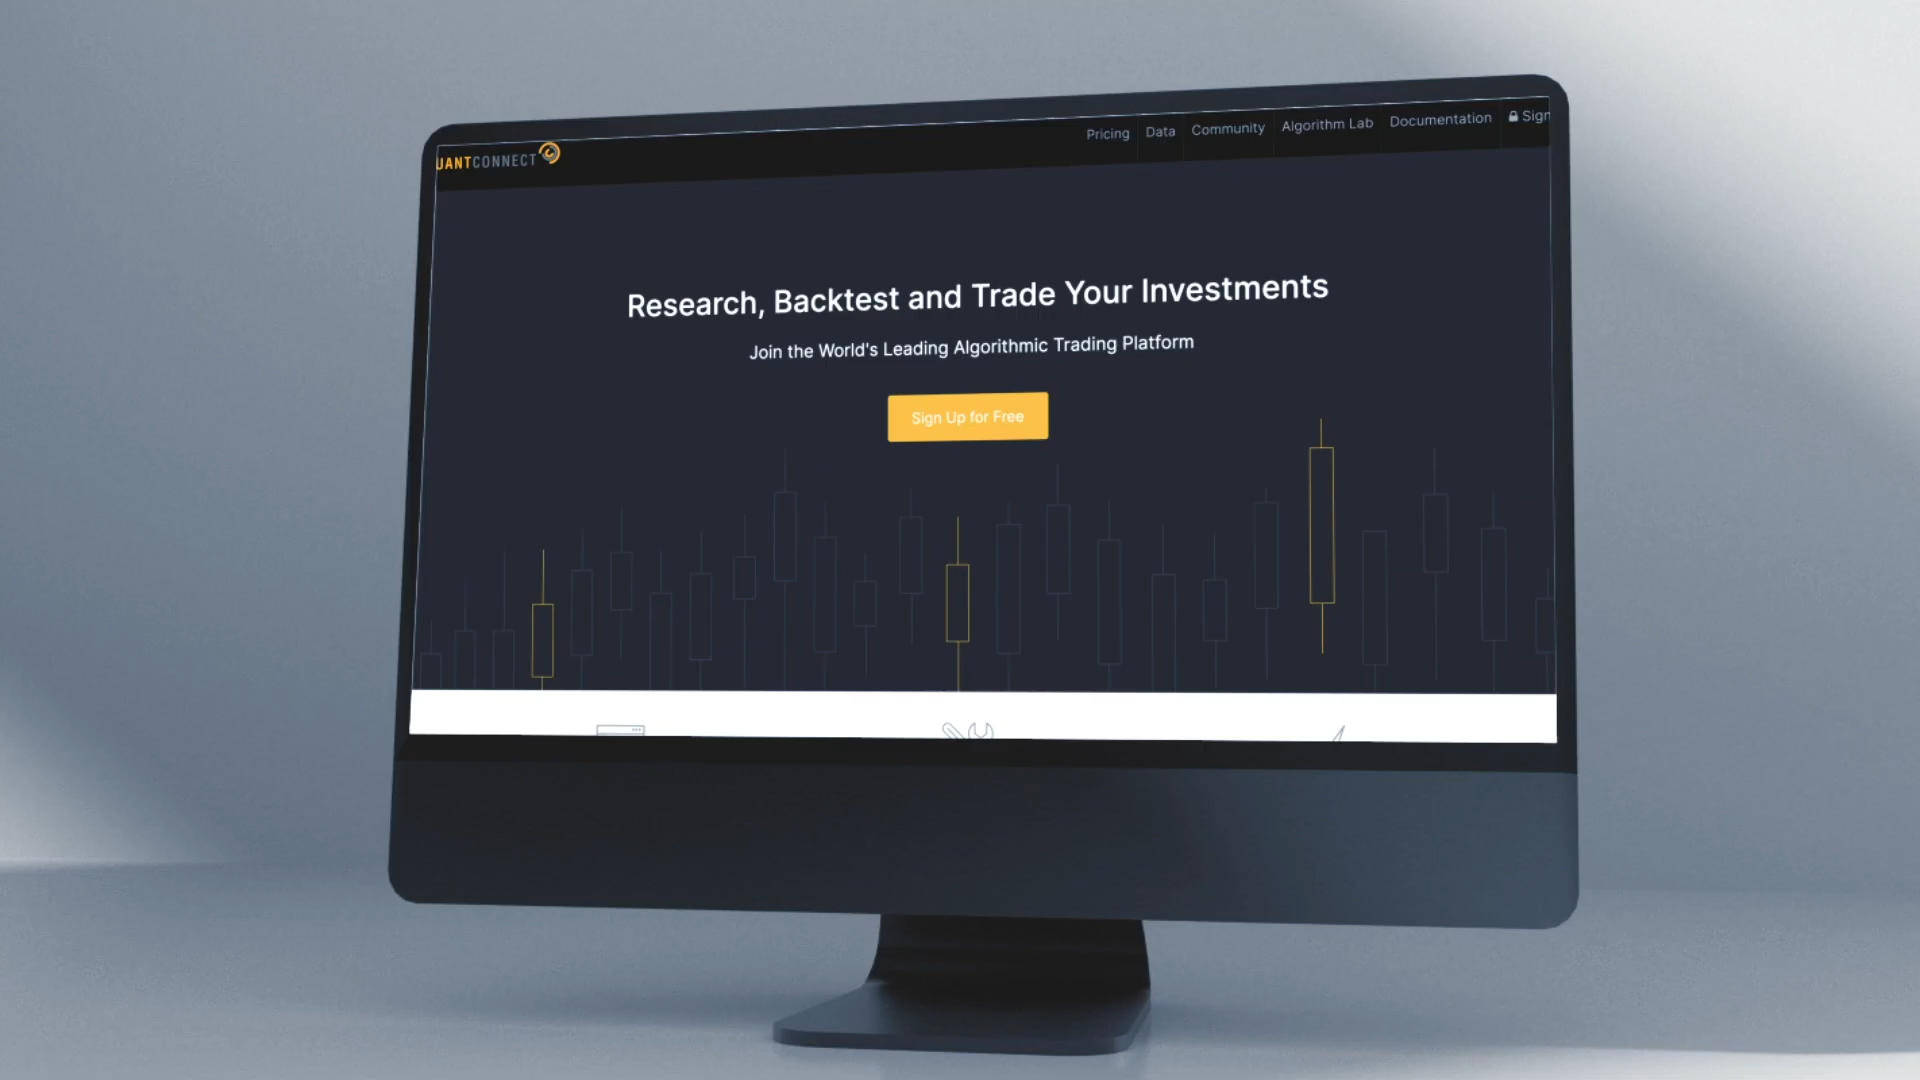 UANTCONNECT
Pricing Data Community Algorithm Lab Documentation Sign
Research, Backtest and Trade Your Investments
Join the World's Leading Algorithmic Trading Platform
Sign Up for Free